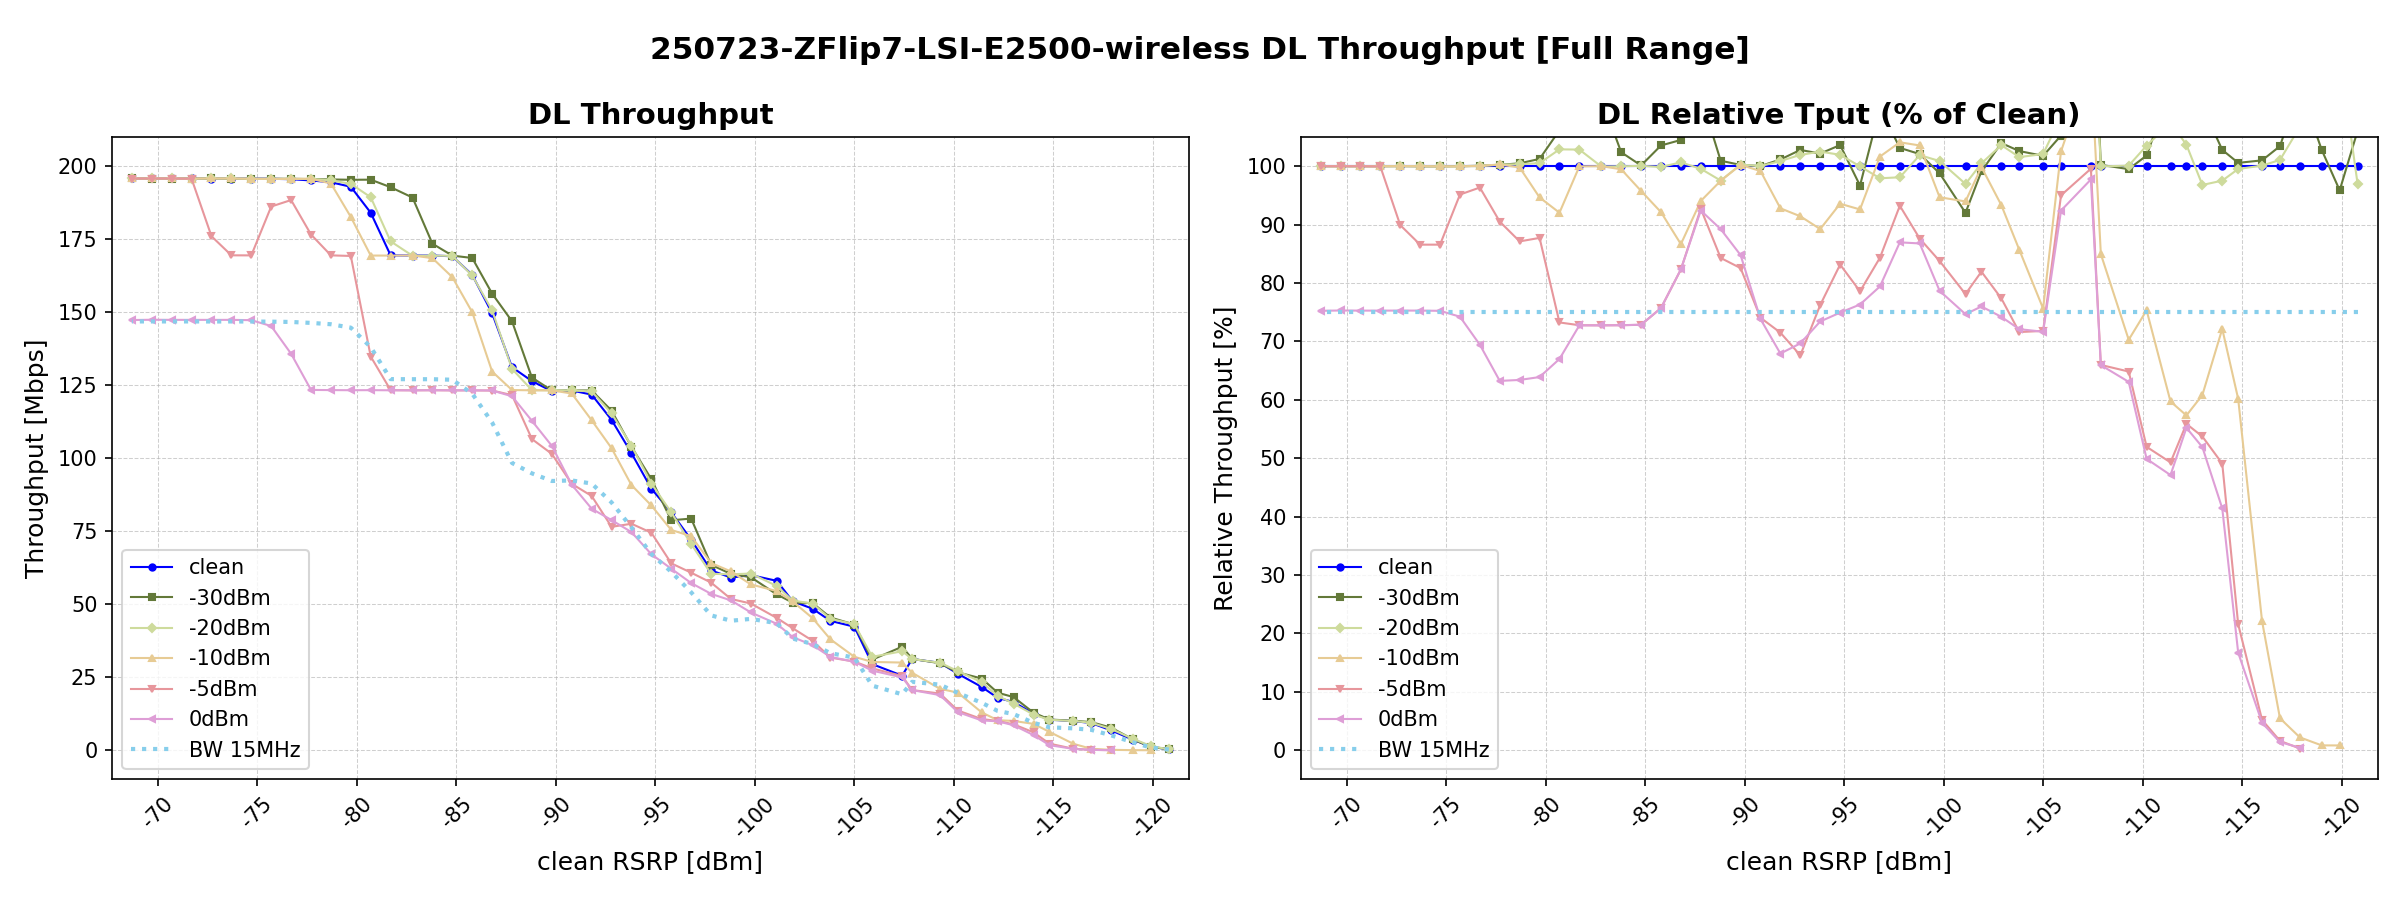 250723-ZFlip7-LSI-E2500-wireless DL Throughput [Full Range]
DL Throughput
Throughput [Mbps]
200
175
150
125
100
75
50
25
0
clean
-30dBm
-20dBm
-10dBm
-5dBm
0dBm
BW 15MHz
-70
-75
-80
-85
-90
-95
-100
-105
-110
-115
-120
clean RSRP [dBm]
DL Relative Tput (% of Clean)
Relative Throughput [%]
100
90
80
70
60
50
40
30
20
10
0
clean
-30dBm
-20dBm
-10dBm
-5dBm
0dBm
BW 15MHz
-70
-75
-80
-85
-90
-95
-100
-105
-110
-115
-120
clean RSRP [dBm]